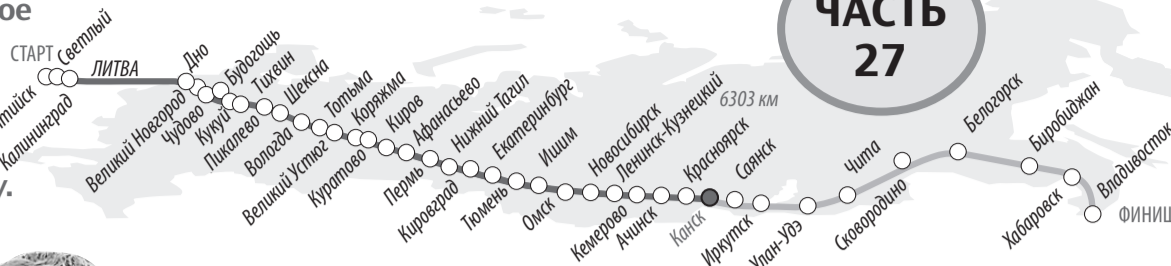 ое
ЧАСТЬ
27
СТАРТ
Светлый
тийск
Калининград
ЛИТВА
Дно
Великий Новгород
Чудово
Будогощь
Кукуй
Тихвин
Пикалево
Шексна
Вологда
Тотьма
Великий Устюг
Коряжма
Куратово
Киров
Афанасьево
Пермь
Нижний Тагил
Кировград
Екатеринбург
Тюмень
Ишим
Омск
Новосибирск
Кемерово
Ленинск-Кузнецкий
Ачинск
Красноярск
Канск
6303 км
Саянск
Иркутск
Улан-Удэ
Чита
Сковородино
Белогорск
Биробиджан
Хабаровск
Владивосток
ФИНИШ
у.